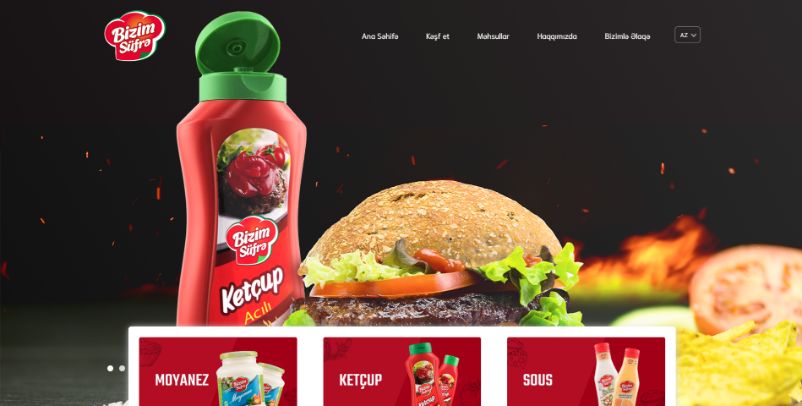 Bizim
Süfrə
Ana Səhifə
Kəşf et
Məhsullar
Haqqımızda
Bizimlə Əlaqə
AZ
Bizim
Süfrə
Ketçup
Acılı
MOYANEZ
KETÇUP
SOUS